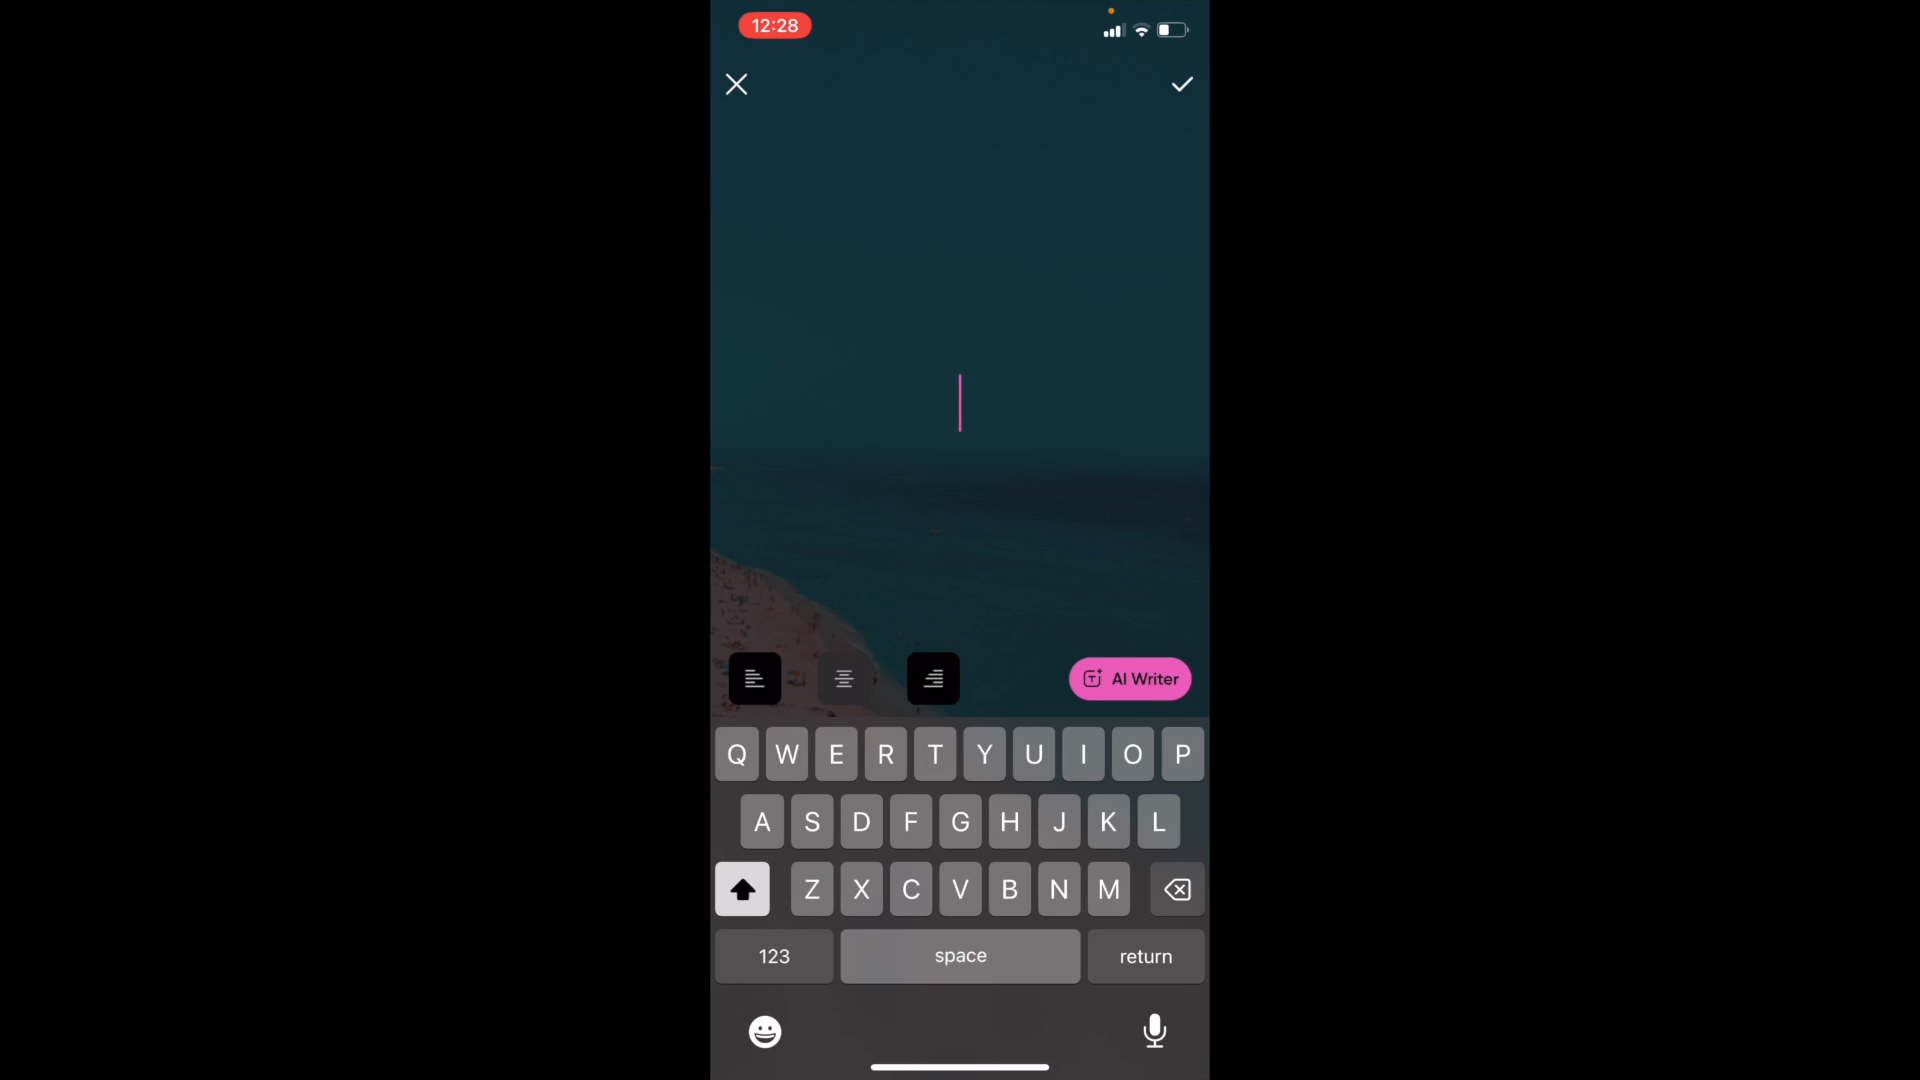 12:28
AI Writer
Q W E R T Y U I O P
A S D F G H J K L
Z X C V B N M
123 space return